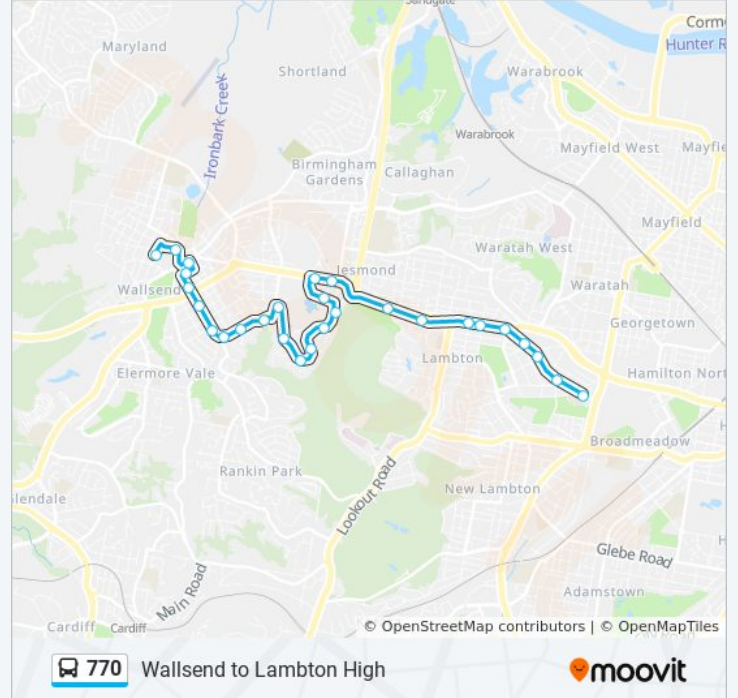 Sandgate
Corm
Hunter R
Maryland
Shortland
Warabrook
Ironbark Creek
Warabrook
Mayfield West
Mayfie
Birmingham
Gardens
Callaghan
Mayfield
Waratah West
Jesmond
Waratah
Wallsend
Georgetown
Lambton
Elermore Vale
Hamilton Nort
Broadmeadow
Rankin Park
Lookout Road
New Lambton
lendale
Glebe Road
Main Road
Adamstown
Cardiff
Cardiff
© OpenStreetMap contributors | © OpenMapTiles
770
Wallsend to Lambton High
moovit